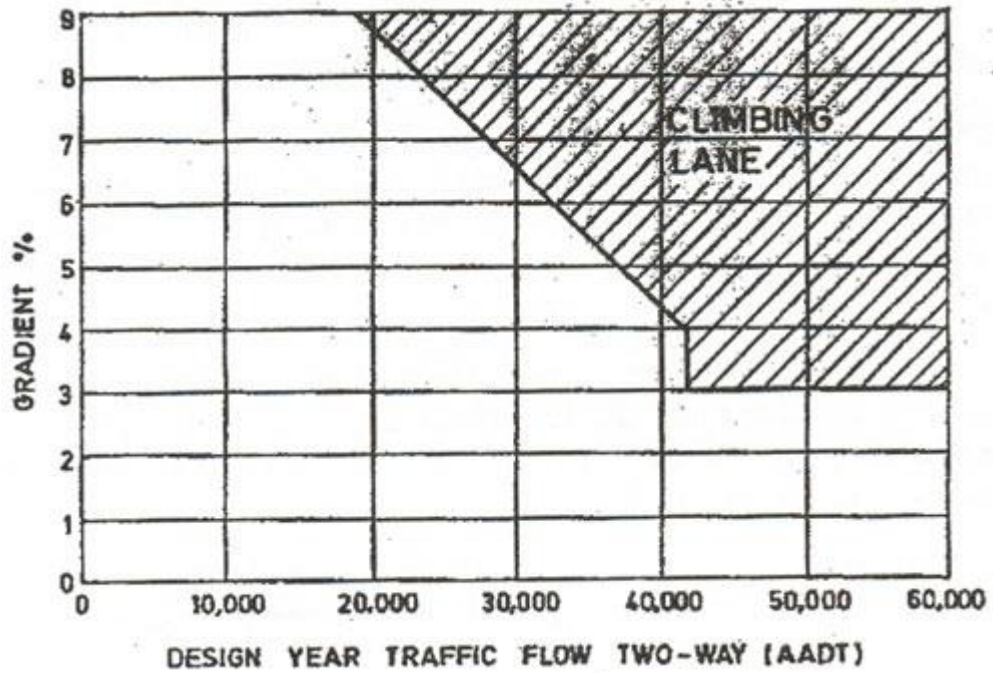 9
8
7
6
5
4
3
2
1
0
GRADIENT %
CLIMBING
LANE
0 10,000 20.000 30,000 40,000 50,000 60,000
DESIGN YEAR TRAFFIC FLOW TWO-WAY (AADT)